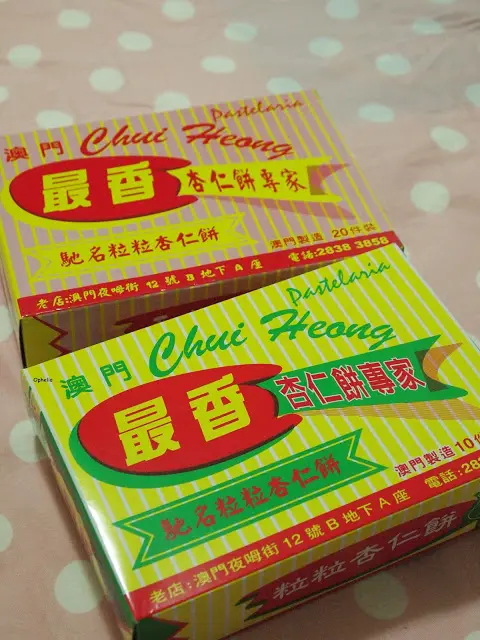 Pastelaria
澳門 Chui Heong
最香 杏仁餅專家
馳名粒粒杏仁餅
澳門製造 20件裝
老店:澳門夜呣街 12 號 B 地下 A 座 電話:2838 3858
Pastelaria
澳門 Chui Heong
最香 杏仁餅專家
馳名粒粒杏仁餅
澳門製造 10件
老店:澳門夜呣街 12 號 B 地下 A 座 電話:28
粒粒杏仁餅
Ophelia